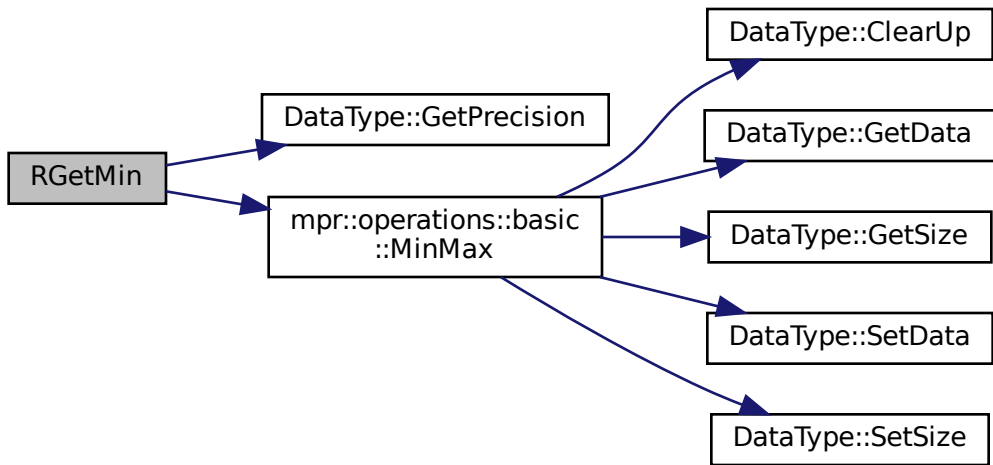 RGetMin
DataType::GetPrecision
mpr::operations::basic
::MinMax
DataType::ClearUp
DataType::GetData
DataType::GetSize
DataType::SetData
DataType::SetSize